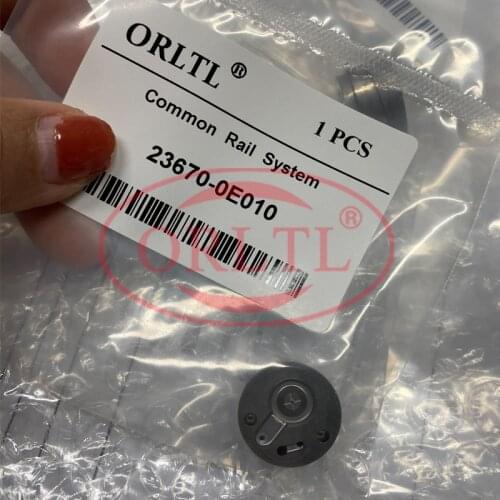 ORLTL ®
1 PCS
Common Rail System
23670-0E010
ORLTL ®